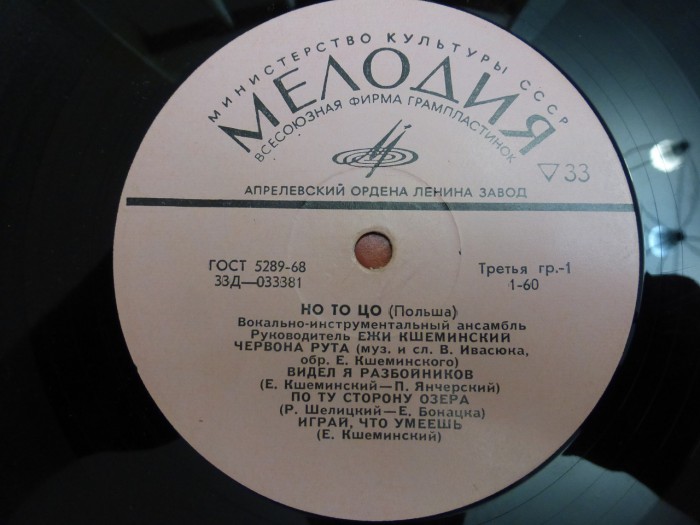 МИНИСТЕРСТВО КУЛЬТУРЫ СССР
МЕЛОДИЯ
ВСЕСОЮЗНАЯ ФИРМА ГРАМПЛАСТИНОК
▽ 33
АПРЕЛЕВСКИЙ ОРДЕНА ЛЕНИНА ЗАВОД
ГОСТ 5289-68
33Д—033381
Третья гр.-1
1-60
НО ТО ЦО (Польша)
Вокально-инструментальный ансамбль
Руководитель ЕЖИ КШЕМИНСКИЙ
ЧЕРВОНА РУТА (муз. и сл. В. Ивасюка,
обр. Е. Кшеминского)
ВИДЕЛ Я РАЗБОЙНИКОВ
(Е. Кшеминский—П. Янчерский)
ПО ТУ СТОРОНУ ОЗЕРА
(Р. Шелицкий—Е. Бонацка)
ИГРАЙ, ЧТО УМЕЕШЬ
(Е. Кшеминский)